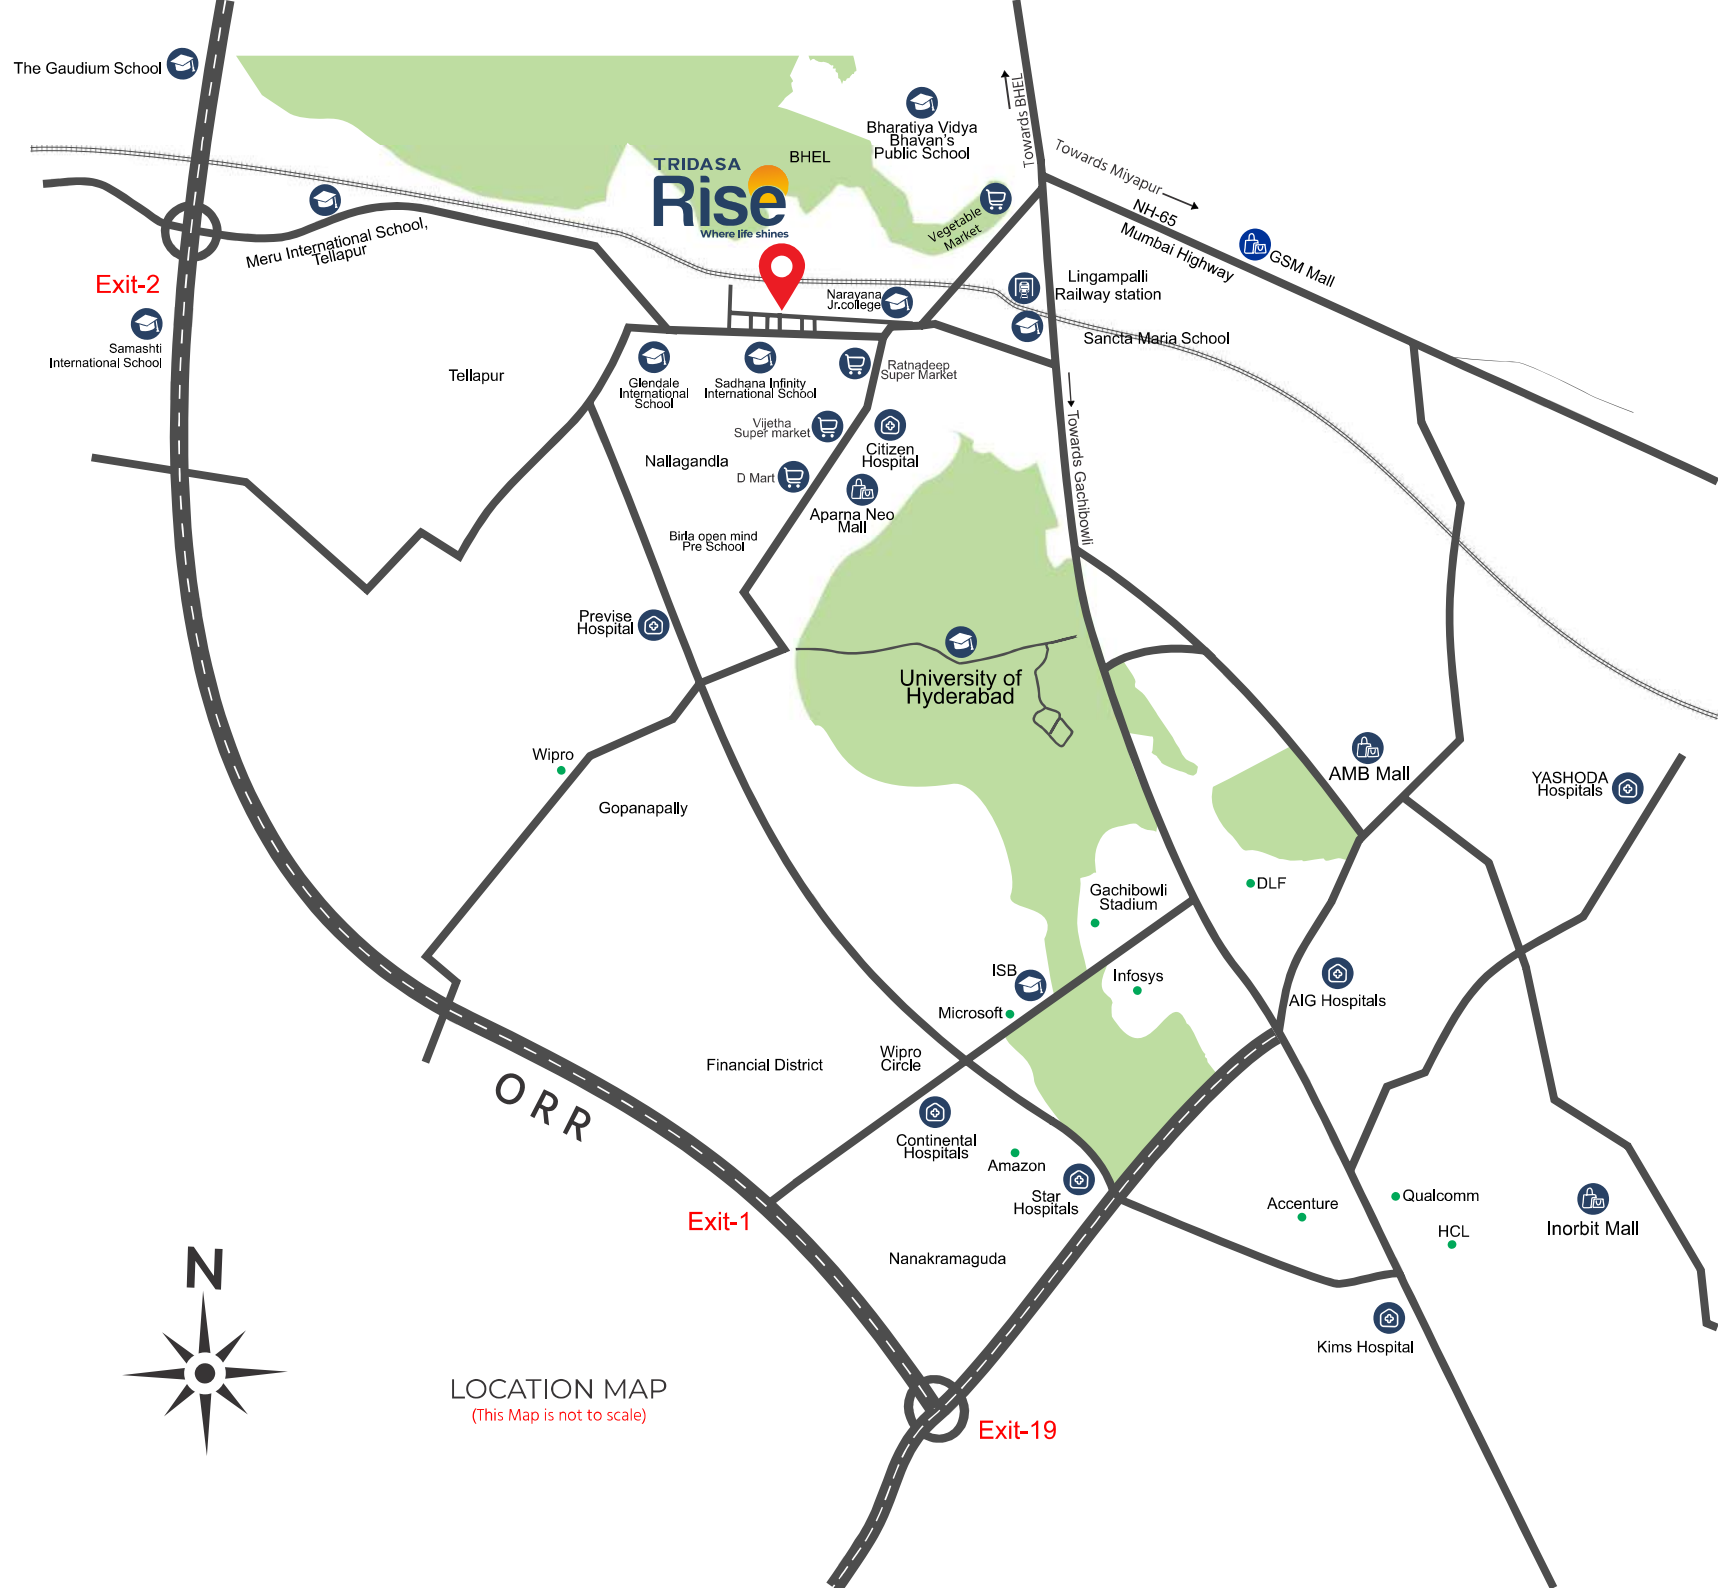 The Gaudium School
Bharatiya Vidya
Bhavan's
Public School
Towards BHEL
Towards Miyapur
NH-65
Mumbai Highway
GSM Mall
TRIDASA
Rise
Where life shines
BHEL
Vegetable
Market
Meru International School,
Tellapur
Exit-2
Samashti
International School
Narayana
Jr.college
Lingampalli
Railway station
Sancta Maria School
Tellapur
Glendale
International
School
Sadhana Infinity
International School
Ratnadeep
Super Market
Vijetha
Super market
Citizen
Hospital
Towards Gachibowli
Nallagandla
D Mart
Aparna Neo
Mall
Birla open mind
Pre School
Previse
Hospital
University of
Hyderabad
Wipro
Gopanapally
AMB Mall
YASHODA
Hospitals
DLF
Gachibowli
Stadium
ISB
Infosys
Microsoft
AIG Hospitals
Financial District
Wipro
Circle
ORR
Continental
Hospitals
Amazon
Star
Hospitals
Accenture
Qualcomm
HCL
Inorbit Mall
Exit-1
Nanakramaguda
Kims Hospital
N
LOCATION MAP
(This Map is not to scale)
Exit-19